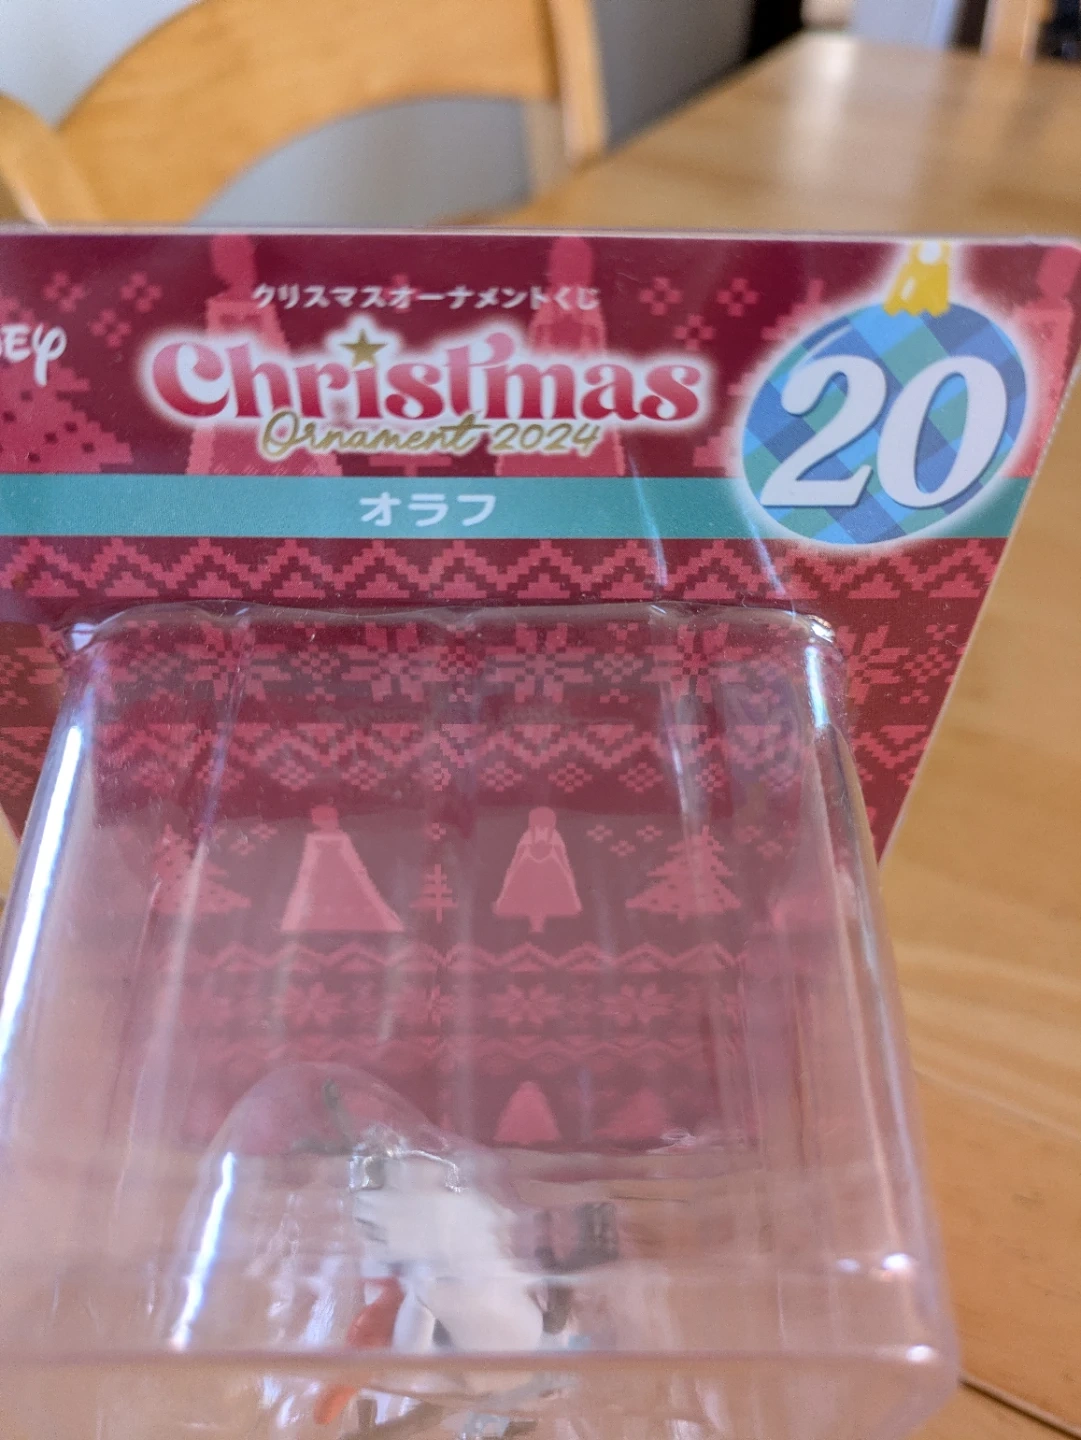 クリスマスオーナメントくじ
Christmas
Ornament 2024
20
オラフ